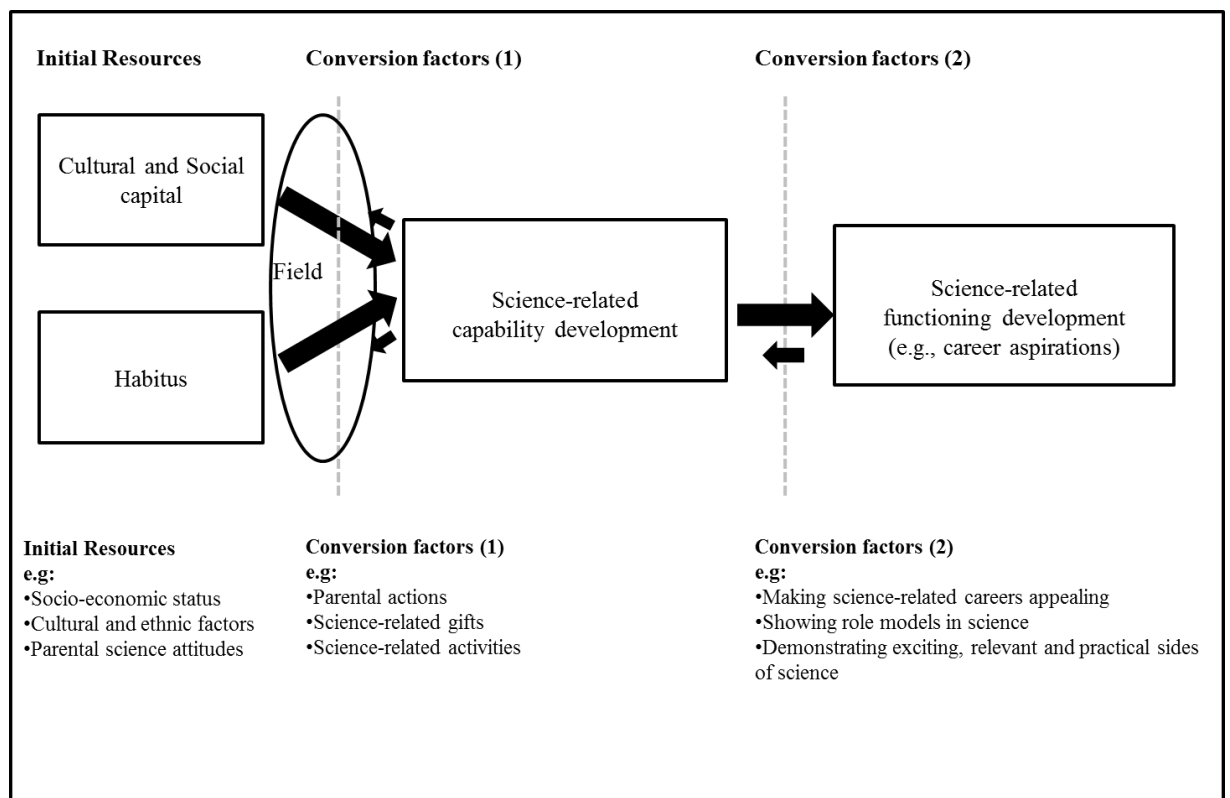 Initial Resources
Conversion factors (1)
Conversion factors (2)
Cultural and Social
capital
Field
Habitus
Science-related
capability development
Science-related
functioning development
(e.g., career aspirations)
Initial Resources
e.g:
•Socio-economic status
•Cultural and ethnic factors
•Parental science attitudes
Conversion factors (1)
e.g:
•Parental actions
•Science-related gifts
•Science-related activities
Conversion factors (2)
e.g:
•Making science-related careers appealing
•Showing role models in science
•Demonstrating exciting, relevant and practical sides
of science